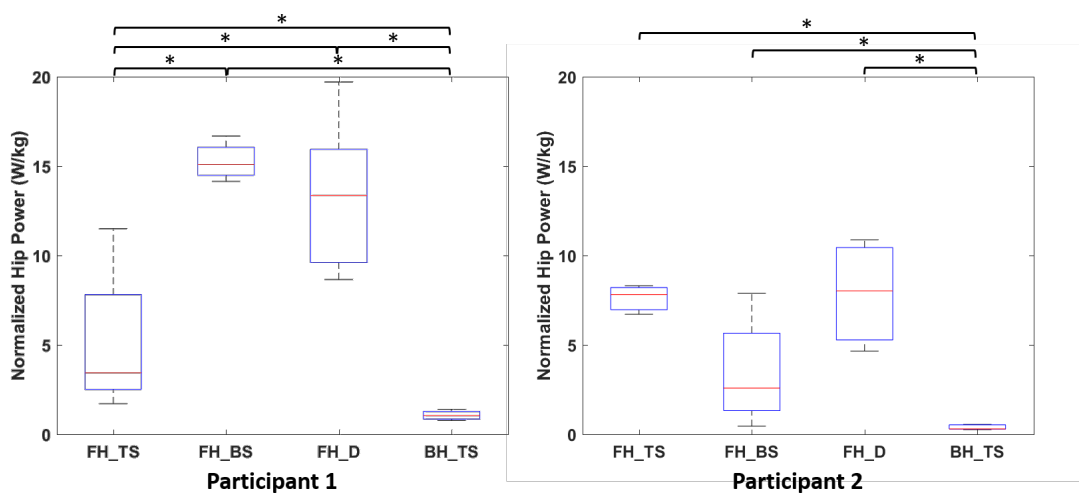 * *
* * *
* * *
20 20
Normalized Hip Power (W/kg) Normalized Hip Power (W/kg)
15 15
10 10
5 5
0 0
FH_TS FH_BS FH_D BH_TS FH_TS FH_BS FH_D BH_TS
Participant 1 Participant 2